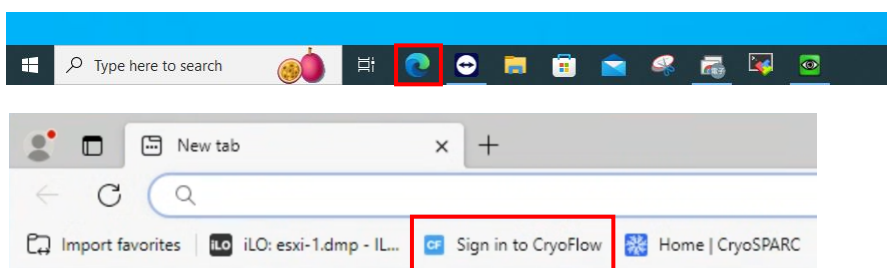 Type here to search
New tab
Import favorites iLO iLO: esxi-1.dmp - IL... CF Sign in to CryoFlow Home | CryoSPARC